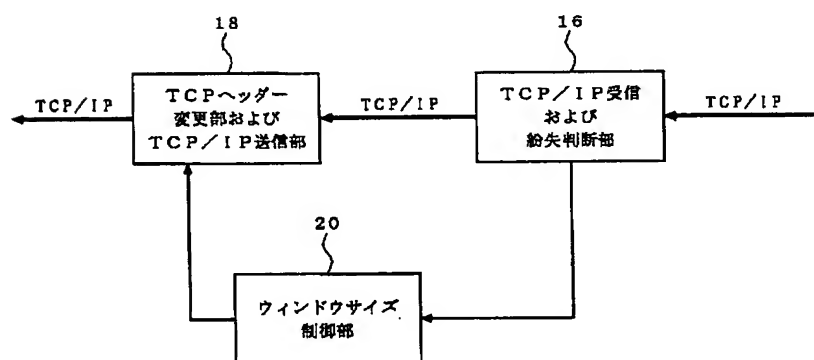 18
16
TCP/IP
TCPヘッダー
変更部および
TCP/IP送信部
TCP/IP
TCP/IP受信
および
紛失判断部
TCP/IP
20
ウィンドウサイズ
制御部